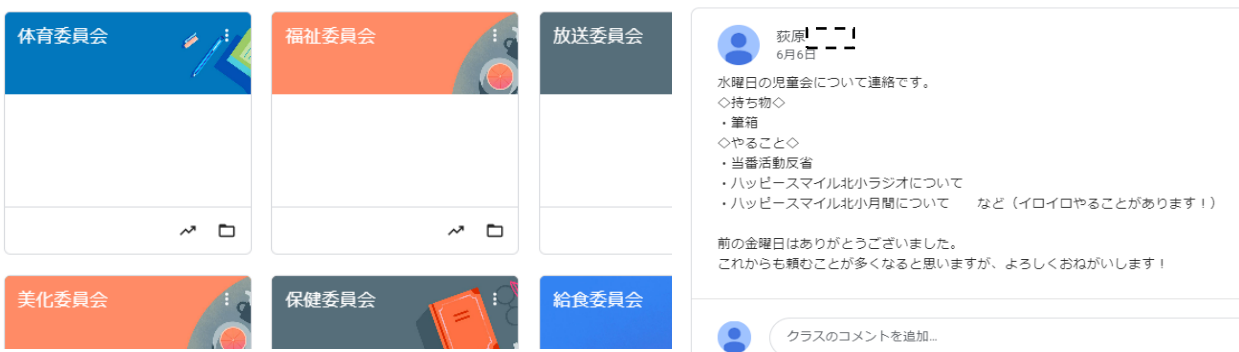 体育委員会
福祉委員会
放送委員会
美化委員会
保健委員会
給食委員会
荻原
6月6日
水曜日の児童会について連絡です。
◇持ち物◇
・筆箱
◇やること◇
・当番活動反省
・ハッピースマイル北小ラジオについて
・ハッピースマイル北小月間について　　など（イロイロやることがあります！）
前の金曜日はありがとうございました。
これからも頼むことが多くなると思いますが、よろしくおねがいします！
クラスのコメントを追加...